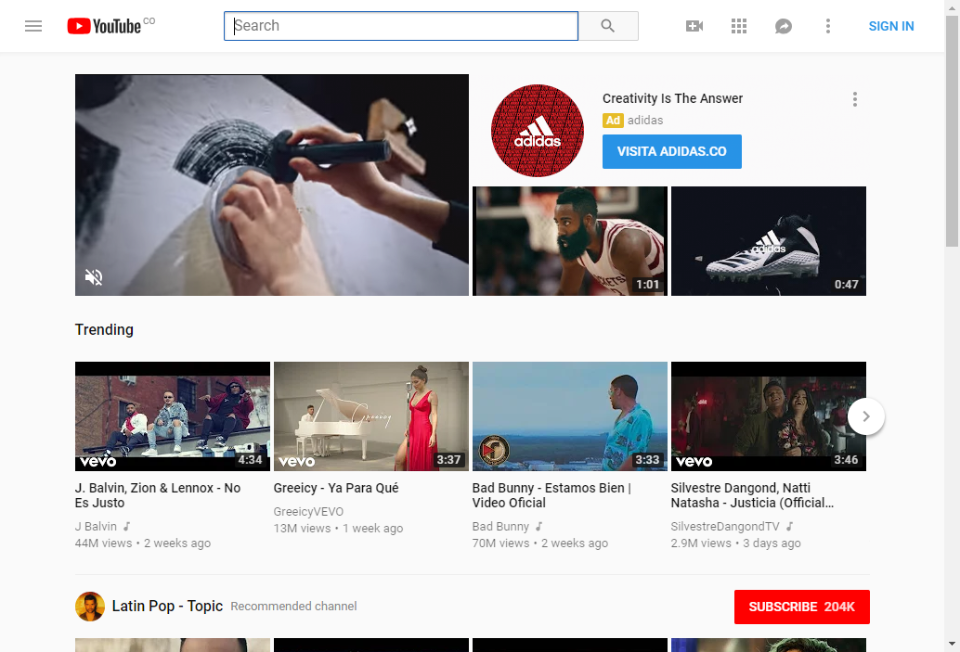 YouTube CO
Search
SIGN IN
Creativity Is The Answer
Ad adidas
VISITA ADIDAS.CO
adidas
ROCKETS
1:01
adidas
0:47
Trending
vevo
4:34
Greeicy
vevo
3:37
3:33
vevo
3:46
J. Balvin, Zion & Lennox - No
Es Justo
J Balvin
44M views • 2 weeks ago
Greeicy - Ya Para Qué
GreeicyVEVO
13M views • 1 week ago
Bad Bunny - Estamos Bien |
Video Oficial
Bad Bunny
70M views • 2 weeks ago
Silvestre Dangond, Natti
Natasha - Justicia (Official...
SilvestreDangondTV
2.9M views • 3 days ago
Latin Pop - Topic Recommended channel
SUBSCRIBE 204K